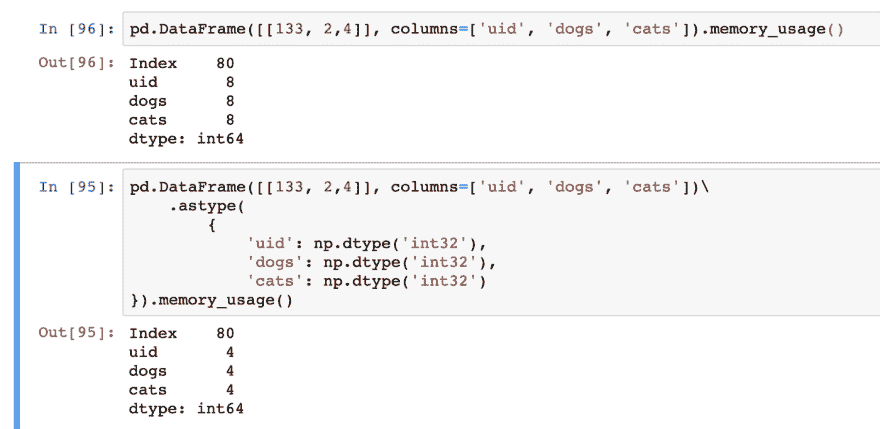 In [96]: pd.DataFrame([[133, 2,4]], columns=['uid', 'dogs', 'cats']).memory_usage()
Out[96]: Index    80
uid       8
dogs      8
cats      8
dtype: int64
In [95]: pd.DataFrame([[133, 2,4]], columns=['uid', 'dogs', 'cats'])\
    .astype(
        {
            'uid': np.dtype('int32'),
            'dogs': np.dtype('int32'),
            'cats': np.dtype('int32')
}).memory_usage()
Out[95]: Index    80
uid       4
dogs      4
cats      4
dtype: int64